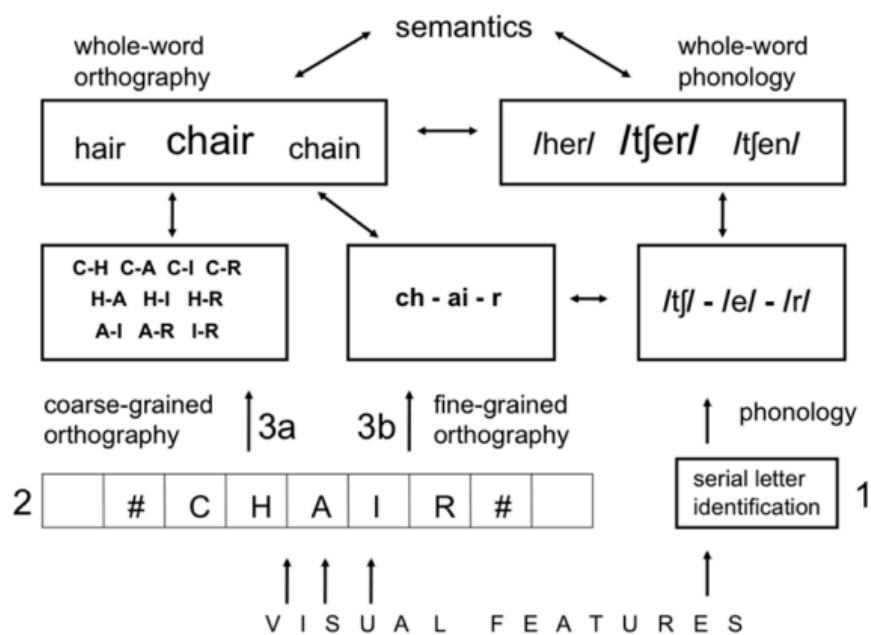 semantics
whole-word
orthography
whole-word
phonology
hair chair chain
/her/ /tʃer/ /tʃen/
C-H C-A C-I C-R
H-A H-I H-R
A-I A-R I-R
ch - ai - r
/tʃ/ - /e/ - /r/
coarse-grained
orthography
3a
3b
fine-grained
orthography
phonology
2
# C H A I R #
serial letter
identification
1
VISUAL FEATURES